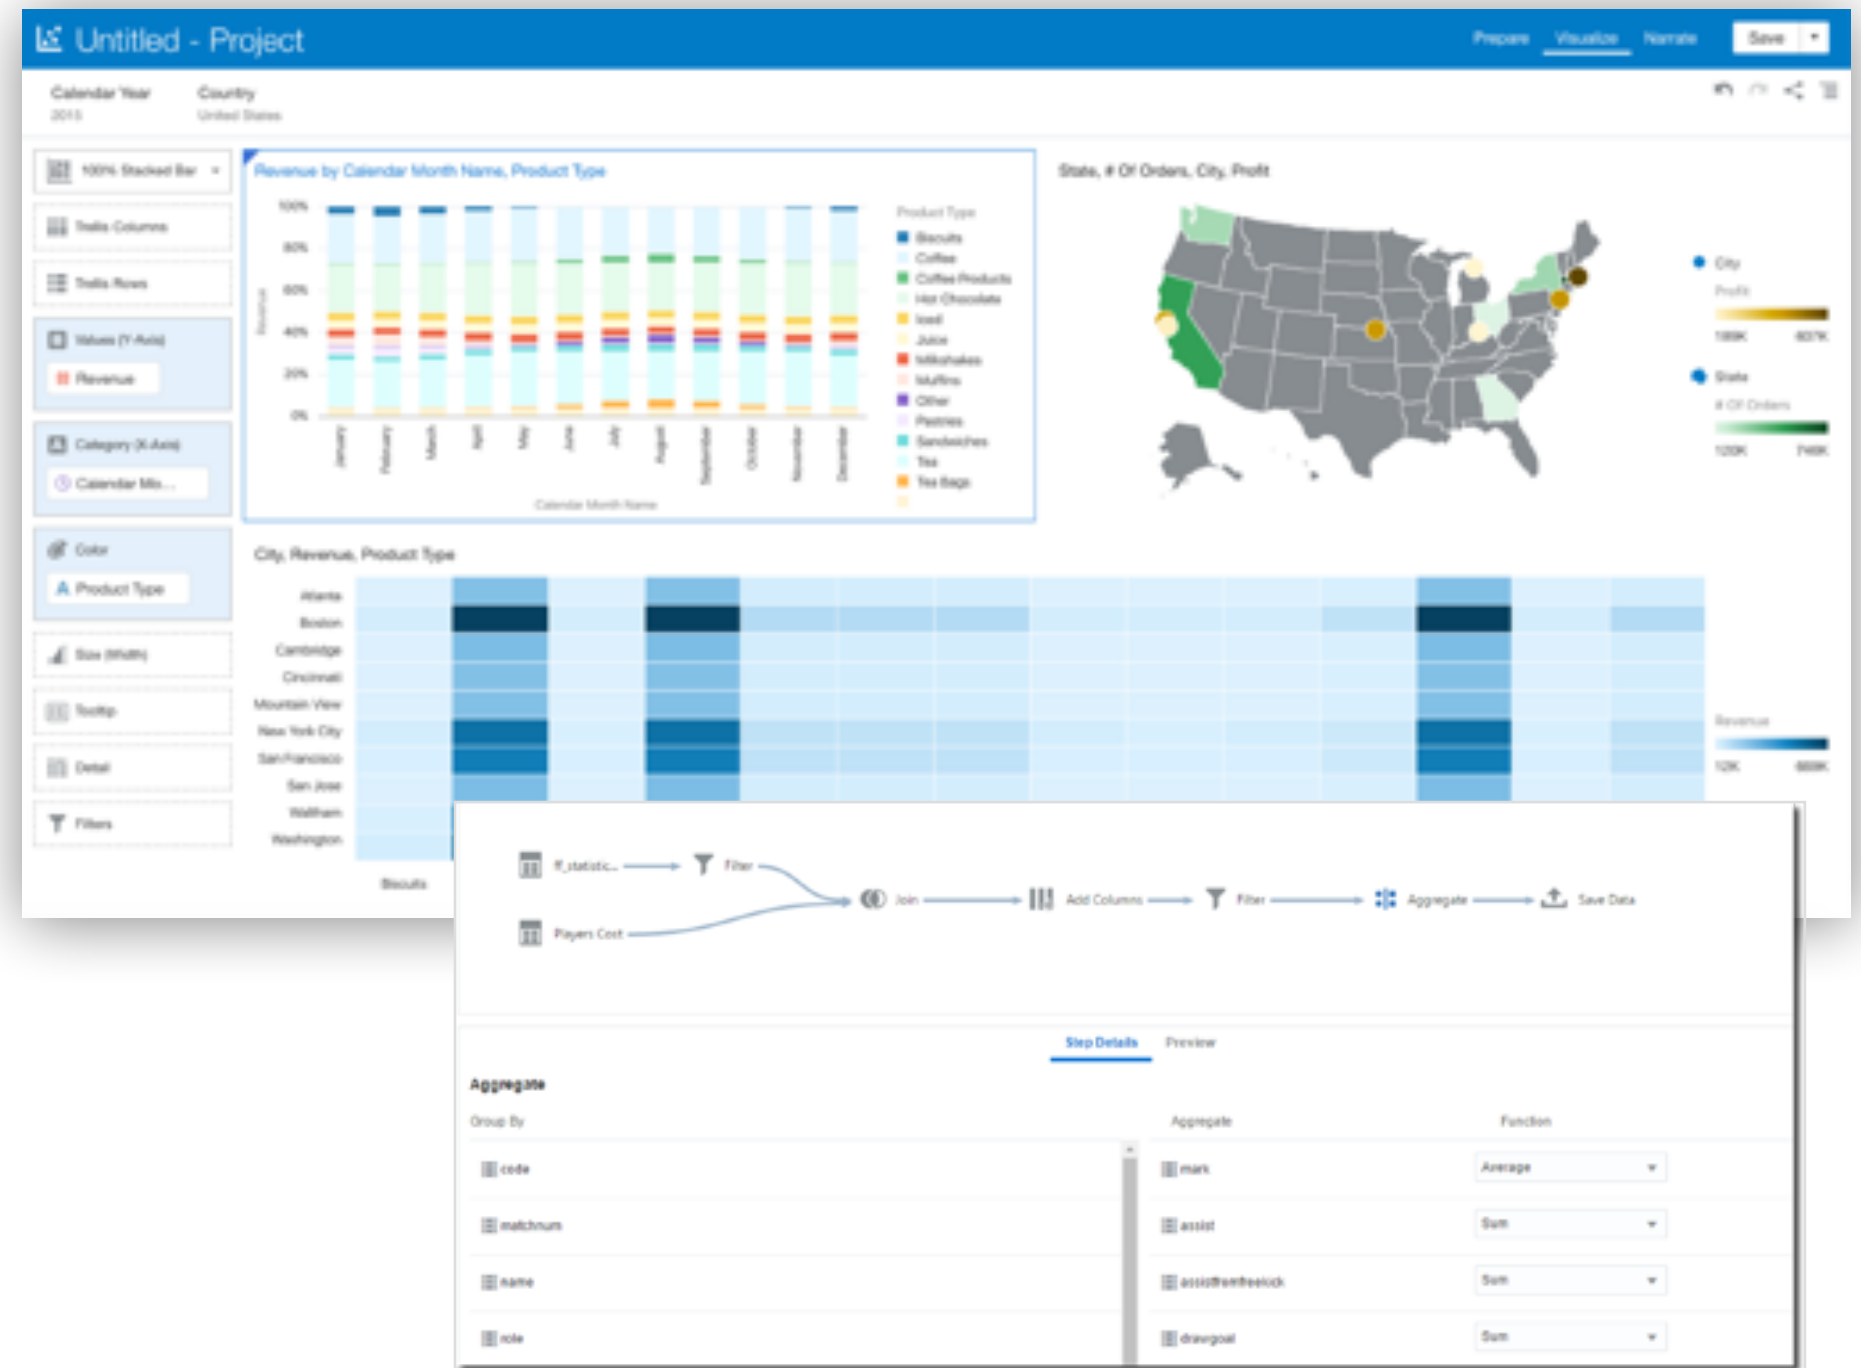 Untitled - Project
Prepare Visualize Narrate Save
Calendar Year Country
2015 United States
100% Stacked Bar
Trellis Columns
Trellis Rows
Values (Y-Axis)
Revenue
Category (X-Axis)
Calendar Mo...
Color
Product Type
Size (Width)
Tooltip
Detail
Filters
Revenue by Calendar Month Name, Product Type
100%
80%
60%
40%
20%
0%
Revenue
January February March April May June July August September October November December
Calendar Month Name
Product Type
Biscuits
Coffee
Coffee Products
Hot Chocolate
Iced
Juice
Milkshakes
Muffins
Other
Pastries
Sandwiches
Tea
Tea Bags
State, # Of Orders, City, Profit
City
Profit
State
# Of Orders
120K 746K
City, Revenue, Product Type
Atlanta
Boston
Cambridge
Cincinnati
Mountain View
New York City
San Francisco
San Jose
Waltham
Washington
Biscuits
Revenue
12K
ff_statistic... Filter
Join Add Columns Filter Aggregate Save Data
Players Cost
Step Details Preview
Aggregate
Group By Aggregate Function
code mark Average
matchnum assist Sum
name assistfromfreekick Sum
role drawgoal Sum